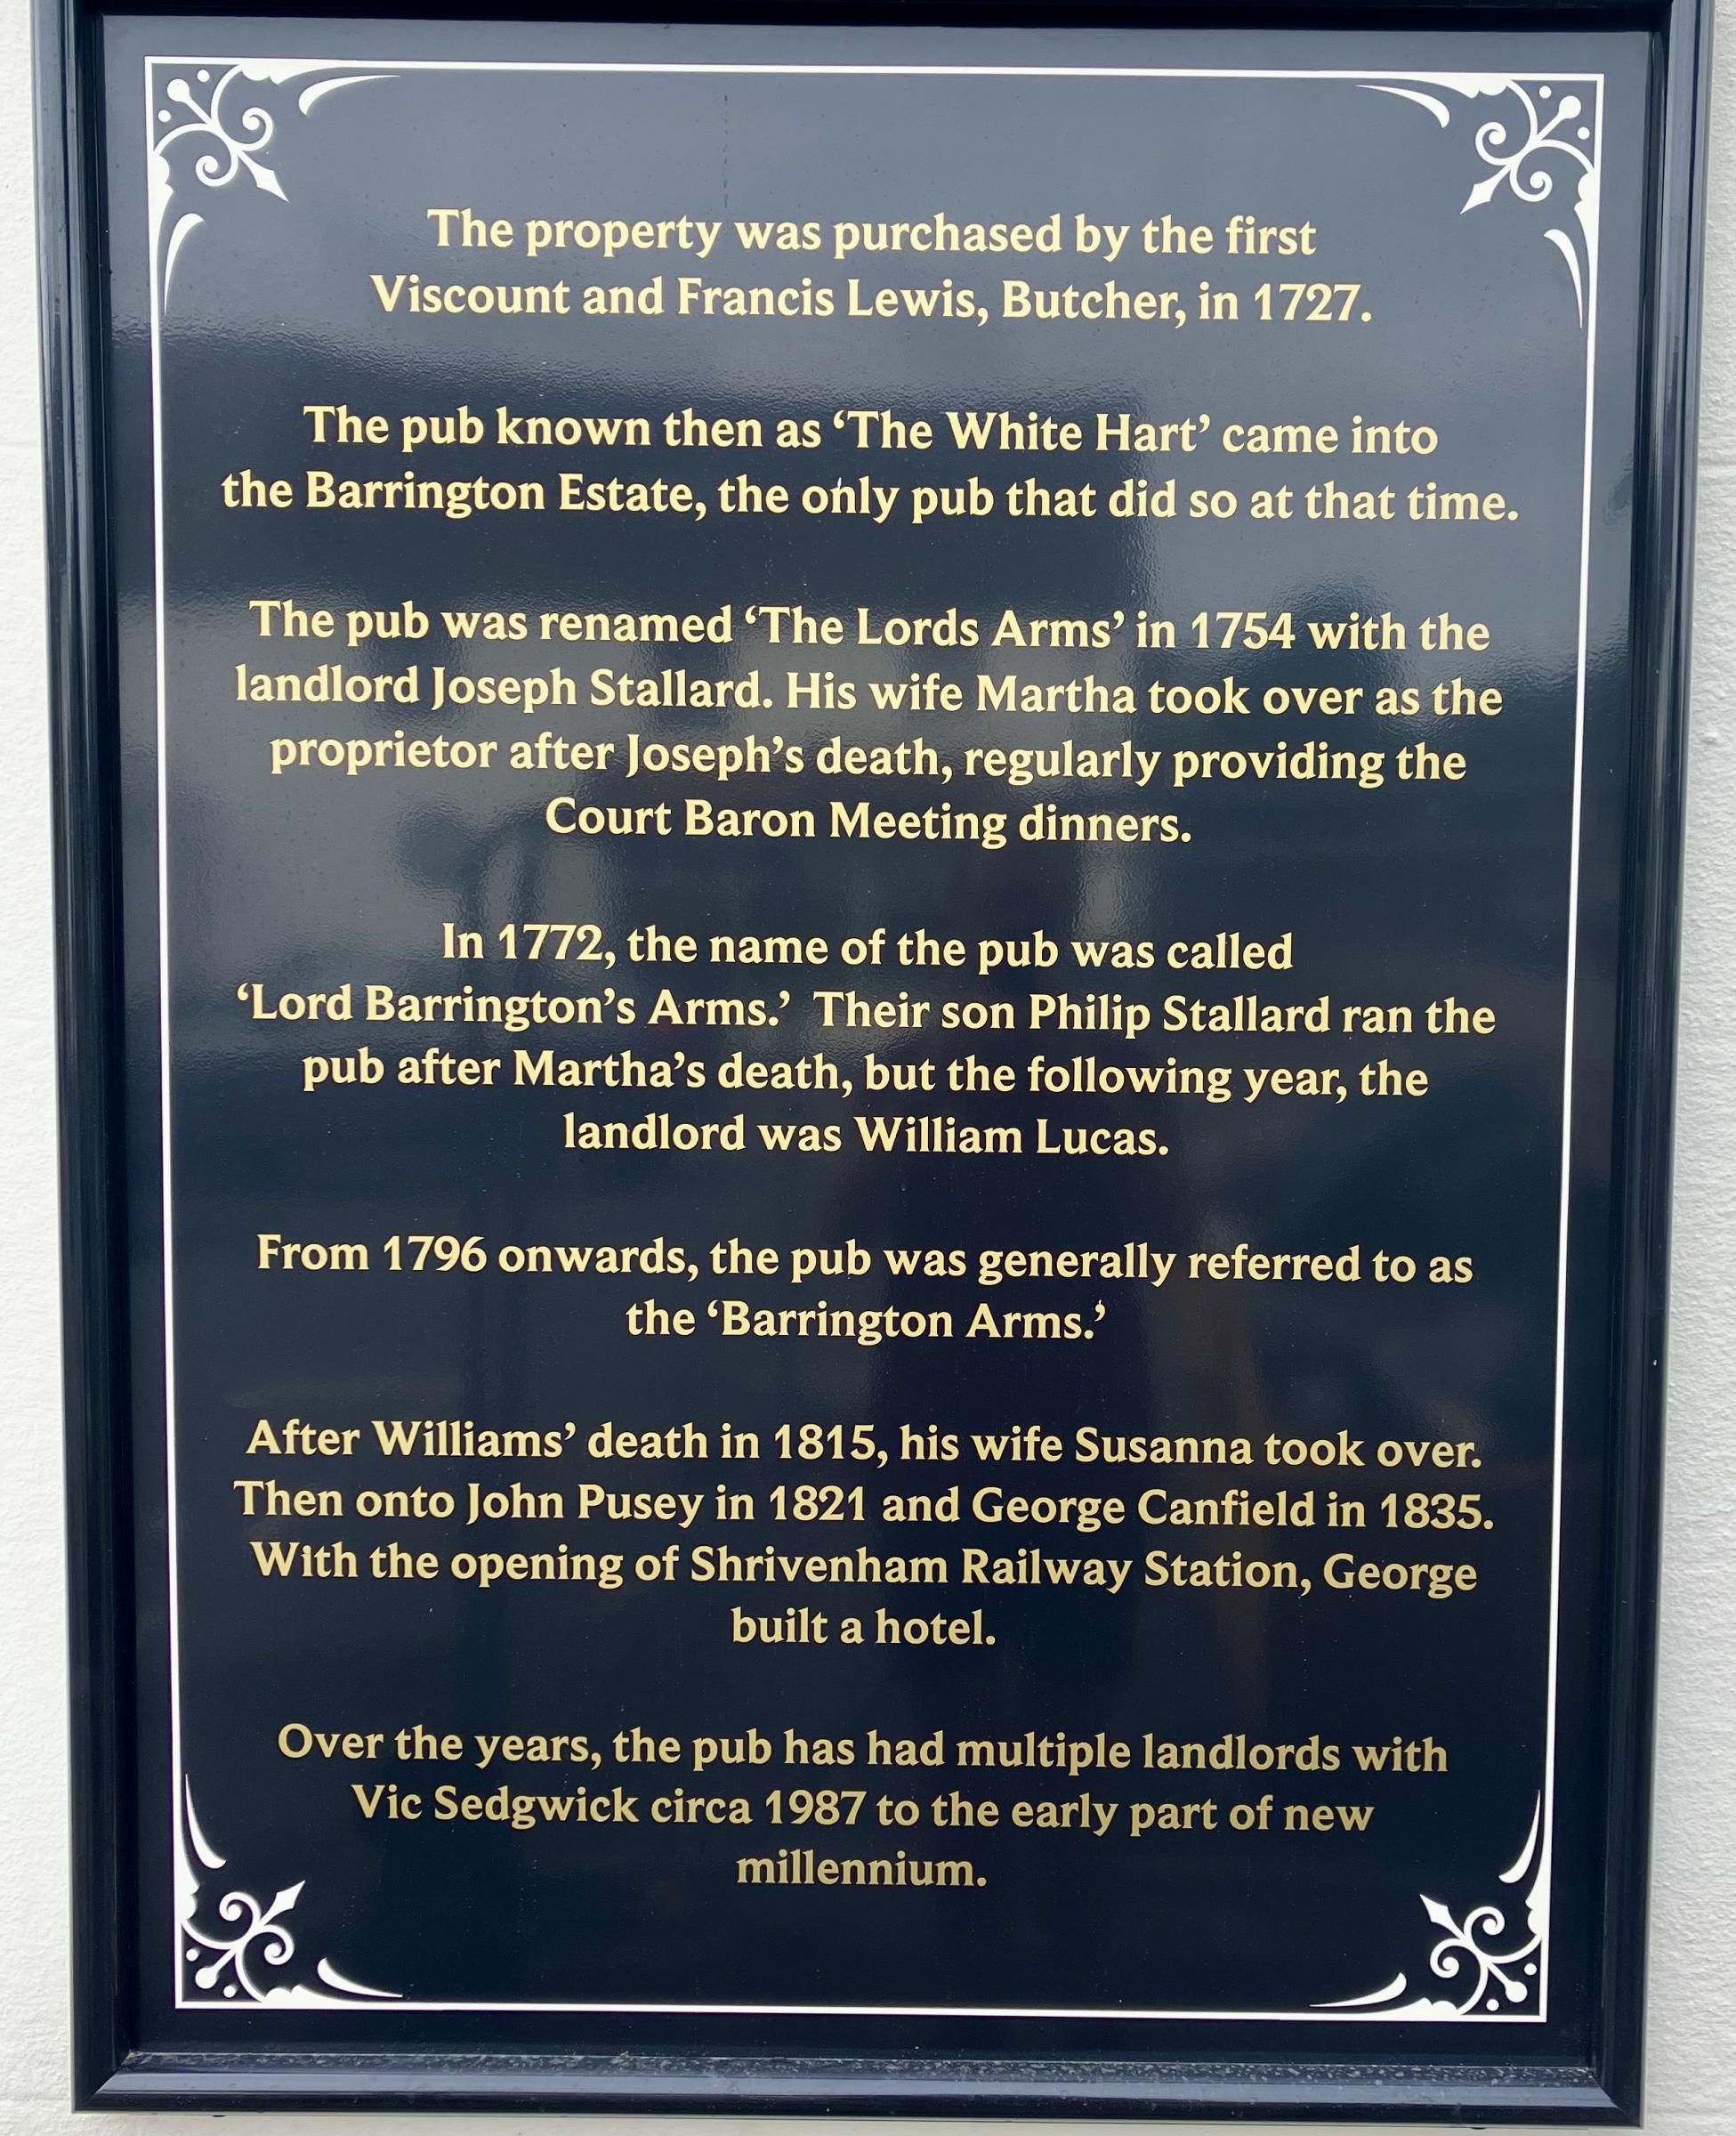 The property was purchased by the first
Viscount and Francis Lewis, Butcher, in 1727.
The pub known then as ‘The White Hart’ came into
the Barrington Estate, the only pub that did so at that time.
The pub was renamed ‘The Lords Arms’ in 1754 with the
landlord Joseph Stallard. His wife Martha took over as the
proprietor after Joseph’s death, regularly providing the
Court Baron Meeting dinners.
In 1772, the name of the pub was called
‘Lord Barrington’s Arms.’ Their son Philip Stallard ran the
pub after Martha’s death, but the following year, the
landlord was William Lucas.
From 1796 onwards, the pub was generally referred to as
the ‘Barrington Arms.’
After Williams’ death in 1815, his wife Susanna took over.
Then onto John Pusey in 1821 and George Canfield in 1835.
With the opening of Shrivenham Railway Station, George
built a hotel.
Over the years, the pub has had multiple landlords with
Vic Sedgwick circa 1987 to the early part of new
millennium.